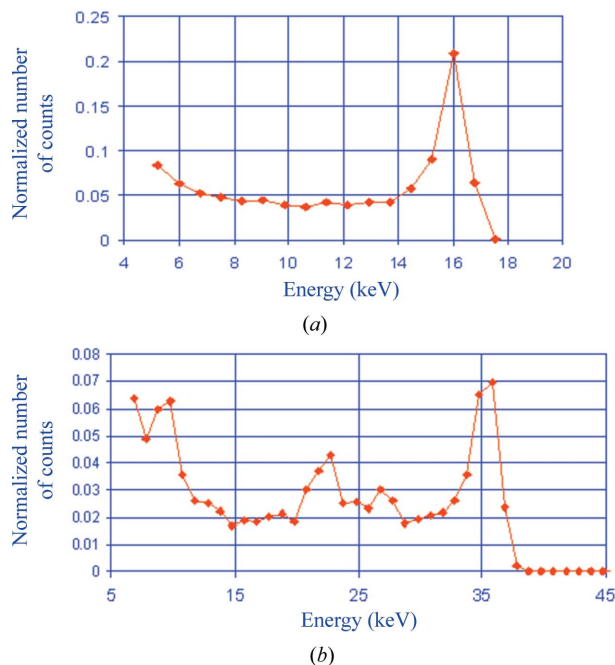 0.25
0.2
0.15
0.1
0.05
0
4 6 8 10 12 14 16 18 20
Normalized number
of counts
Energy (keV)
(a)
0.08
0.07
0.06
0.05
0.04
0.03
0.02
0.01
0
5 15 25 35 45
Normalized number
of counts
Energy (keV)
(b)